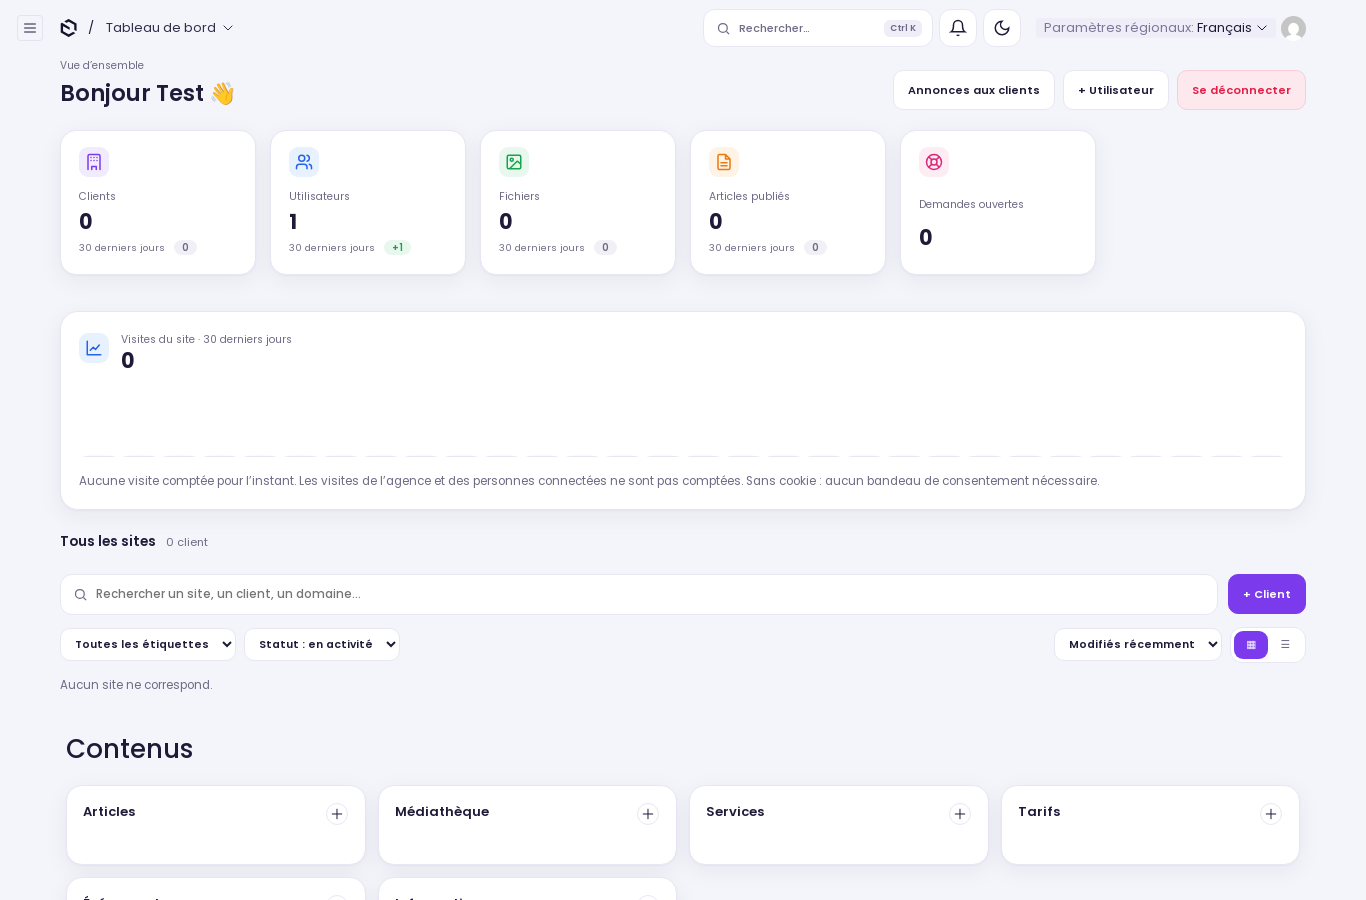 / Tableau de bord
Rechercher...
Ctrl K
Paramètres régionaux: Français
Vue d'ensemble
Bonjour Test 👋
Annonces aux clients
+ Utilisateur
Se déconnecter
Clients
0
30 derniers jours 0
Utilisateurs
1
30 derniers jours +1
Fichiers
0
30 derniers jours 0
Articles publiés
0
30 derniers jours 0
Demandes ouvertes
0
Visites du site · 30 derniers jours
0
Aucune visite comptée pour l’instant. Les visites de l’agence et des personnes connectées ne sont pas comptées. Sans cookie : aucun bandeau de consentement nécessaire.
Tous les sites 0 client
Rechercher un site, un client, un domaine...
+ Client
Toutes les étiquettes
Statut : en activité
Modifiés récemment
Aucun site ne correspond.
Contenus
Articles
Médiathèque
Services
Tarifs